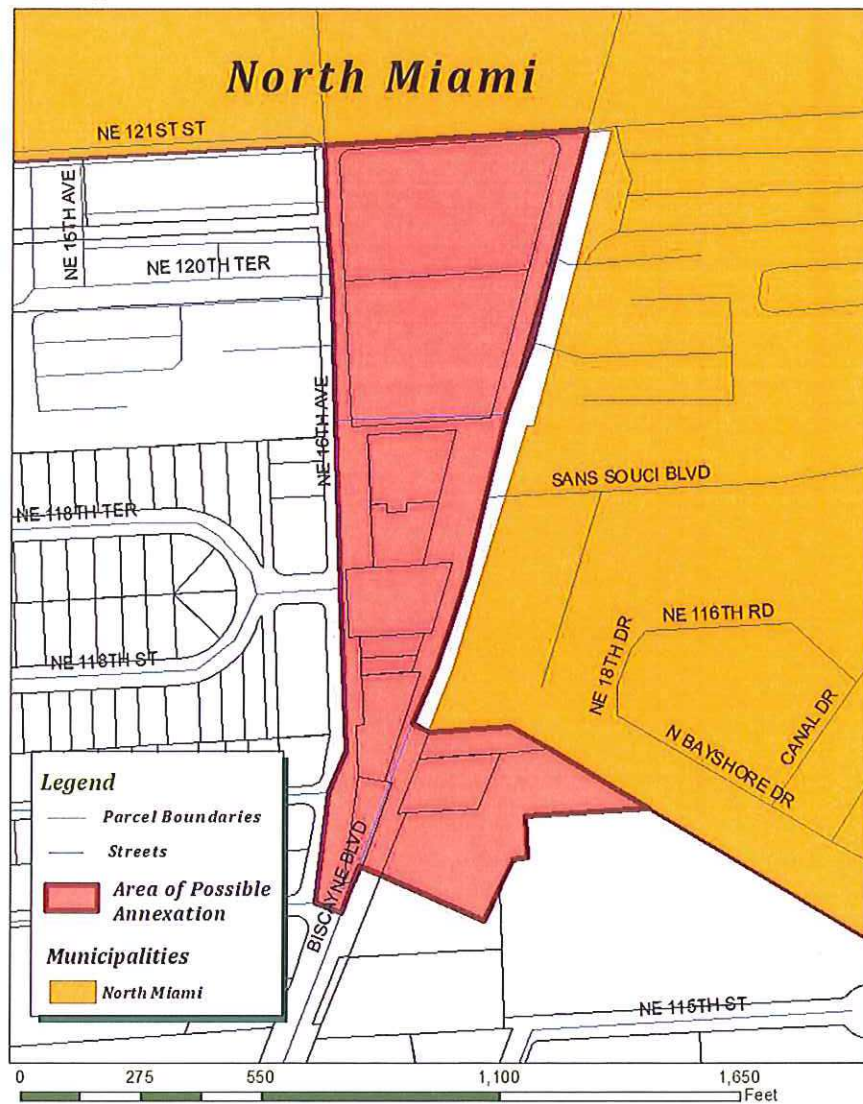 North Miami
NE 121ST ST
NE 15TH AVE
NE 120TH TER
NE 16TH AVE
SANS SOUCI BLVD
NE 118TH TER
NE 116TH RD
NE 18TH DR
NE 118TH ST
CANAL DR
N BAYSHORE DR
BISCAYNE BLVD
NE 115TH ST
Legend
Parcel Boundaries
Streets
Area of Possible
Annexation
Municipalities
North Miami
0 275 550 1,100 1,650
Feet